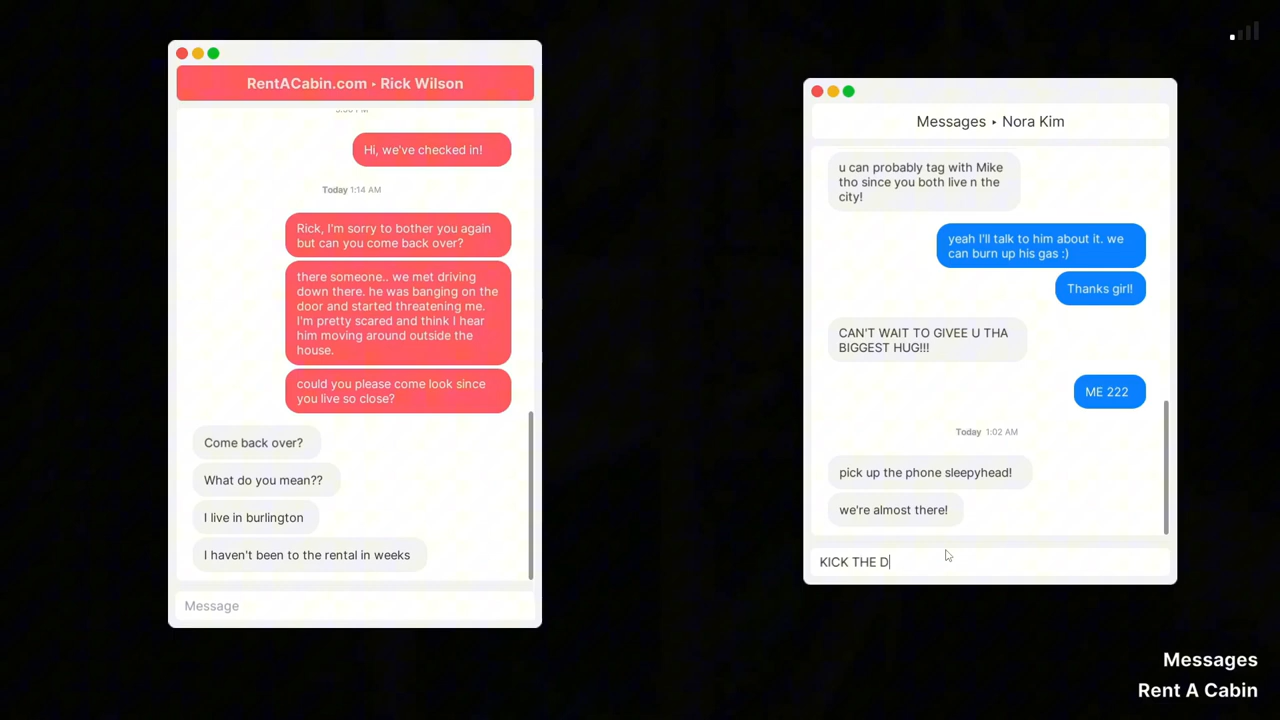 RentACabin.com ‣ Rick Wilson
Hi, we've checked in!
Today 1:14 AM
Rick, I'm sorry to bother you again
but can you come back over?
there someone.. we met driving
down there. he was banging on the
door and started threatening me.
I'm pretty scared and think I hear
him moving around outside the
house.
could you please come look since
you live so close?
Come back over?
What do you mean??
I live in burlington
I haven't been to the rental in weeks
Message
Messages ‣ Nora Kim
u can probably tag with Mike
tho since you both live n the
city!
yeah I'll talk to him about it. we
can burn up his gas :)
Thanks girl!
CAN'T WAIT TO GIVEE U THA
BIGGEST HUG!!!
ME 222
Today 1:02 AM
pick up the phone sleepyhead!
we're almost there!
KICK THE D
Messages
Rent A Cabin